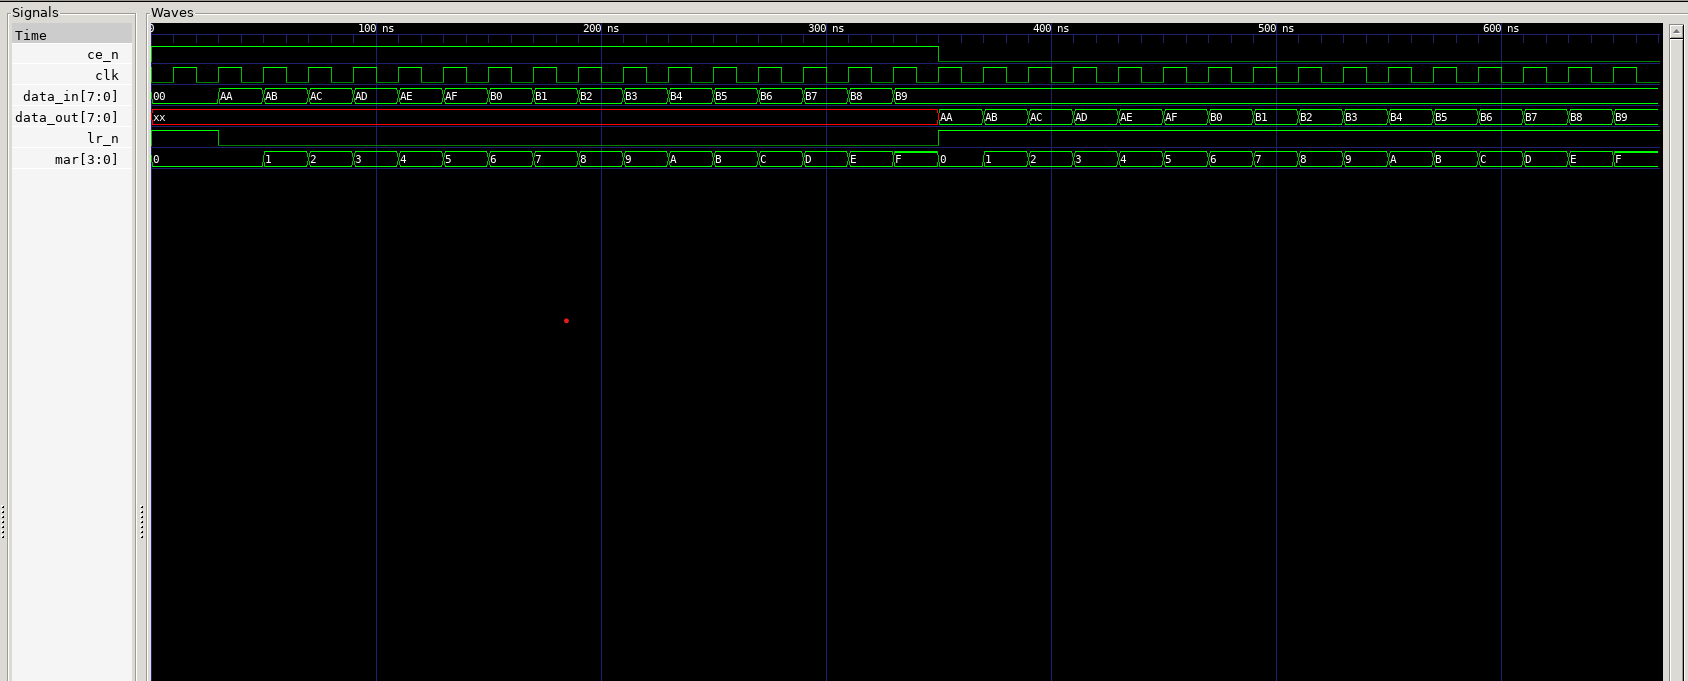 Signals Waves
Time 0 100 ns 200 ns 300 ns 400 ns 500 ns 600 ns
ce_n
clk
data_in[7:0] 00 AA AB AC AD AE AF B0 B1 B2 B3 B4 B5 B6 B7 B8 B9
data_out[7:0] xx AA AB AC AD AE AF B0 B1 B2 B3 B4 B5 B6 B7 B8 B9
lr_n
mar[3:0] 0 1 2 3 4 5 6 7 8 9 A B C D E F 0 1 2 3 4 5 6 7 8 9 A B C D E F